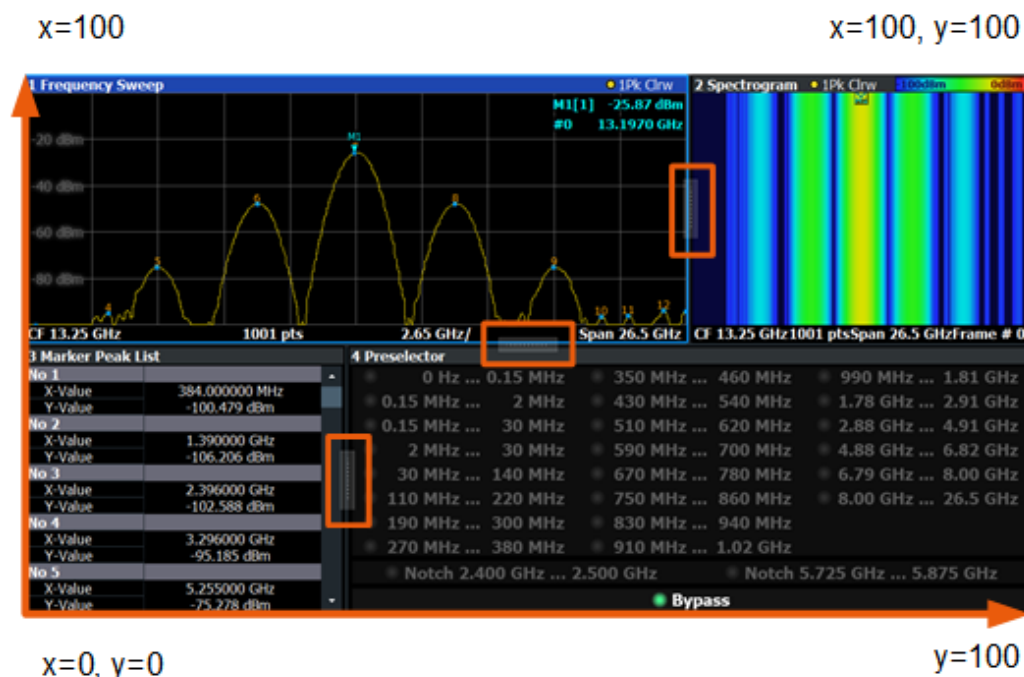 x=100
x=100, y=100
1 Frequency Sweep
1Pk Clrw
M1[1] -25.87 dBm
#0 13.1970 GHz
M1
-20 dBm
-40 dBm
-60 dBm
-80 dBm
4
5
6
8
9
10
11
12
CF 13.25 GHz 1001 pts 2.65 GHz/ Span 26.5 GHz
2 Spectrogram 1Pk Clrw -100dBm 0dBm
CF 13.25 GHz 1001 pts Span 26.5 GHz Frame # 0
3 Marker Peak List
No 1
X-Value 384.000000 MHz
Y-Value -100.479 dBm
No 2
X-Value 1.390000 GHz
Y-Value -106.206 dBm
No 3
X-Value 2.396000 GHz
Y-Value -102.588 dBm
No 4
X-Value 3.296000 GHz
Y-Value -95.185 dBm
No 5
X-Value 5.255000 GHz
Y-Value -75.278 dBm
4 Preselector
0 Hz ... 0.15 MHz 350 MHz ... 460 MHz 990 MHz ... 1.81 GHz
0.15 MHz ... 2 MHz 430 MHz ... 540 MHz 1.78 GHz ... 2.91 GHz
0.15 MHz ... 30 MHz 510 MHz ... 620 MHz 2.88 GHz ... 4.91 GHz
2 MHz ... 30 MHz 590 MHz ... 700 MHz 4.88 GHz ... 6.82 GHz
30 MHz ... 140 MHz 670 MHz ... 780 MHz 6.79 GHz ... 8.00 GHz
110 MHz ... 220 MHz 750 MHz ... 860 MHz 8.00 GHz ... 26.5 GHz
190 MHz ... 300 MHz 830 MHz ... 940 MHz
270 MHz ... 380 MHz 910 MHz ... 1.02 GHz
Notch 2.400 GHz ... 2.500 GHz Notch 5.725 GHz ... 5.875 GHz
Bypass
x=0, y=0
y=100